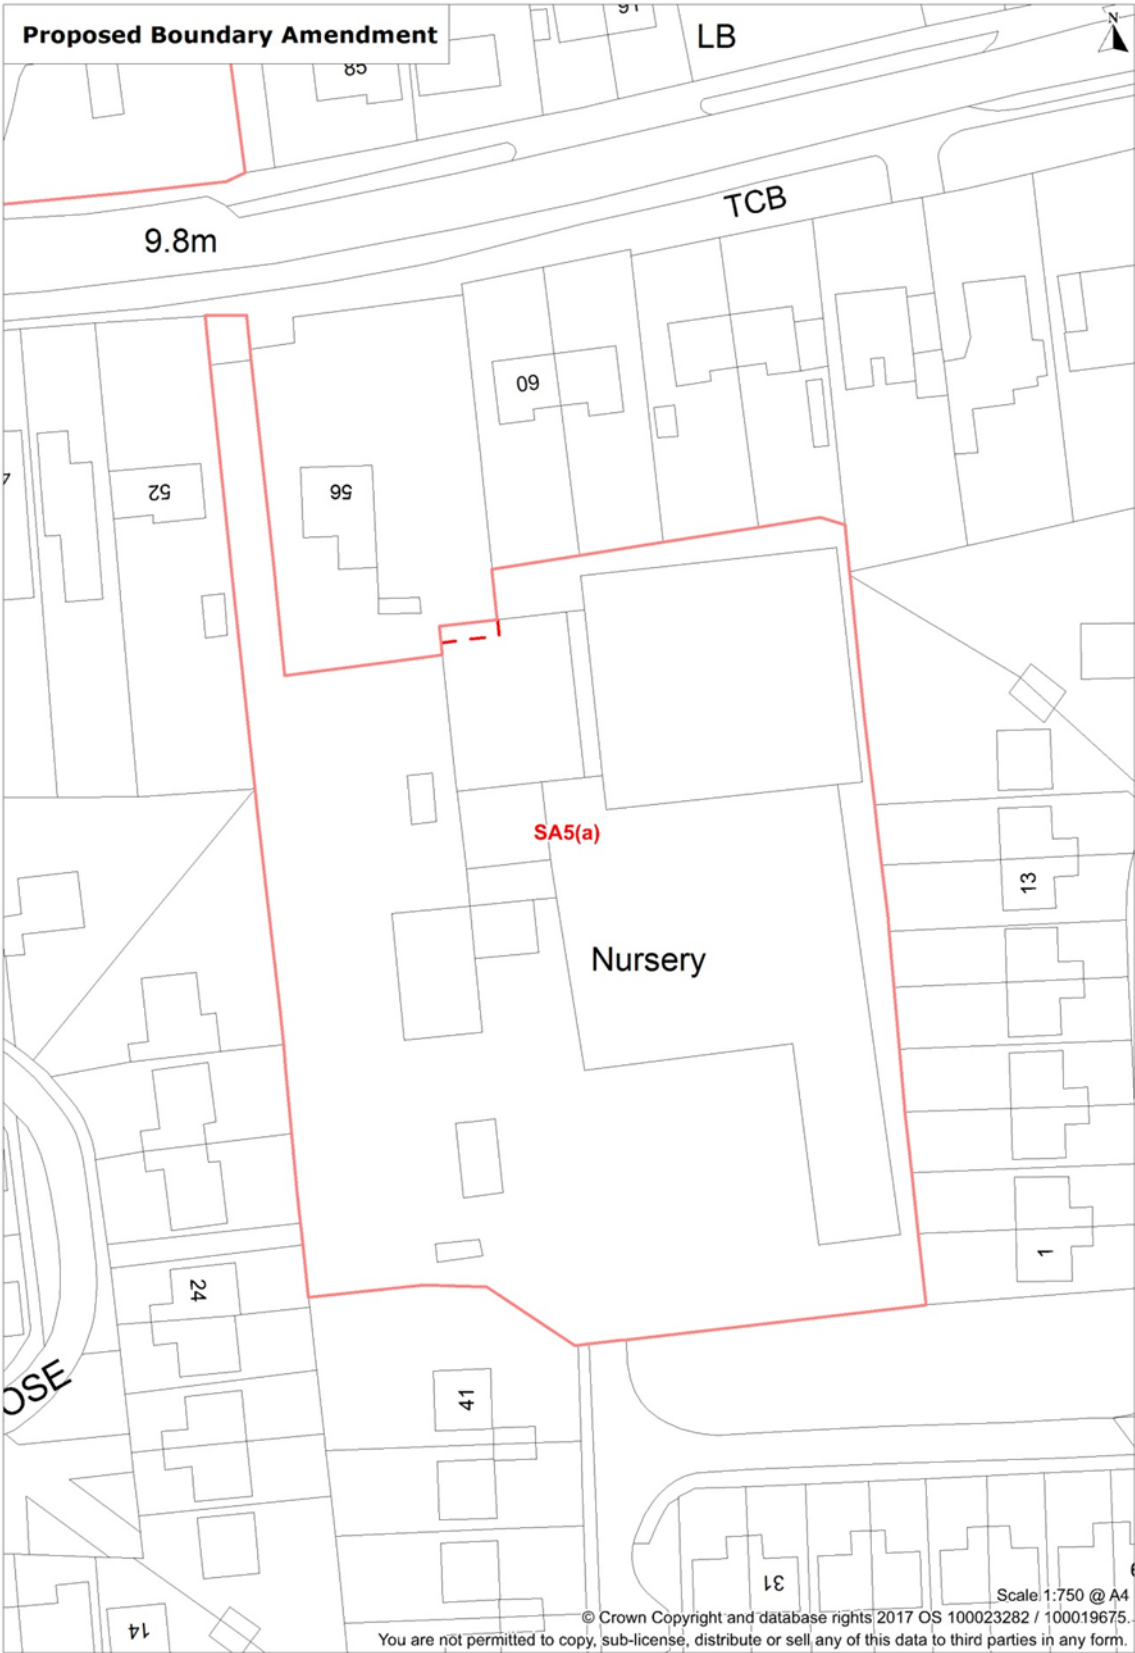 Proposed Boundary Amendment
N
91
LB
85
TCB
9.8m
60
52
56
SA5(a)
13
Nursery
1
24
OSE
41
31
14
Scale 1:750 @ A4
© Crown Copyright and database rights 2017 OS 100023282 / 100019675.
You are not permitted to copy, sub-license, distribute or sell any of this data to third parties in any form.